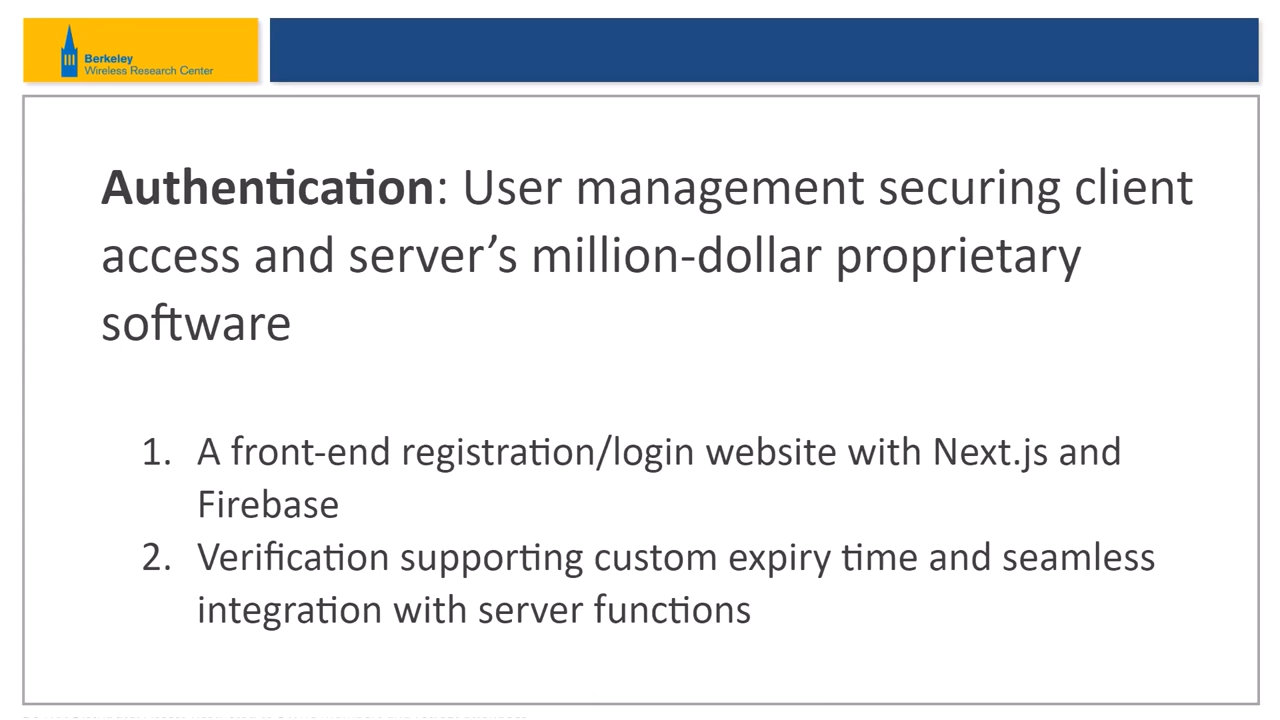 Berkeley
Wireless Research Center
Authentication: User management securing client
access and server’s million-dollar proprietary
software
1. A front-end registration/login website with Next.js and
Firebase
2. Verification supporting custom expiry time and seamless
integration with server functions